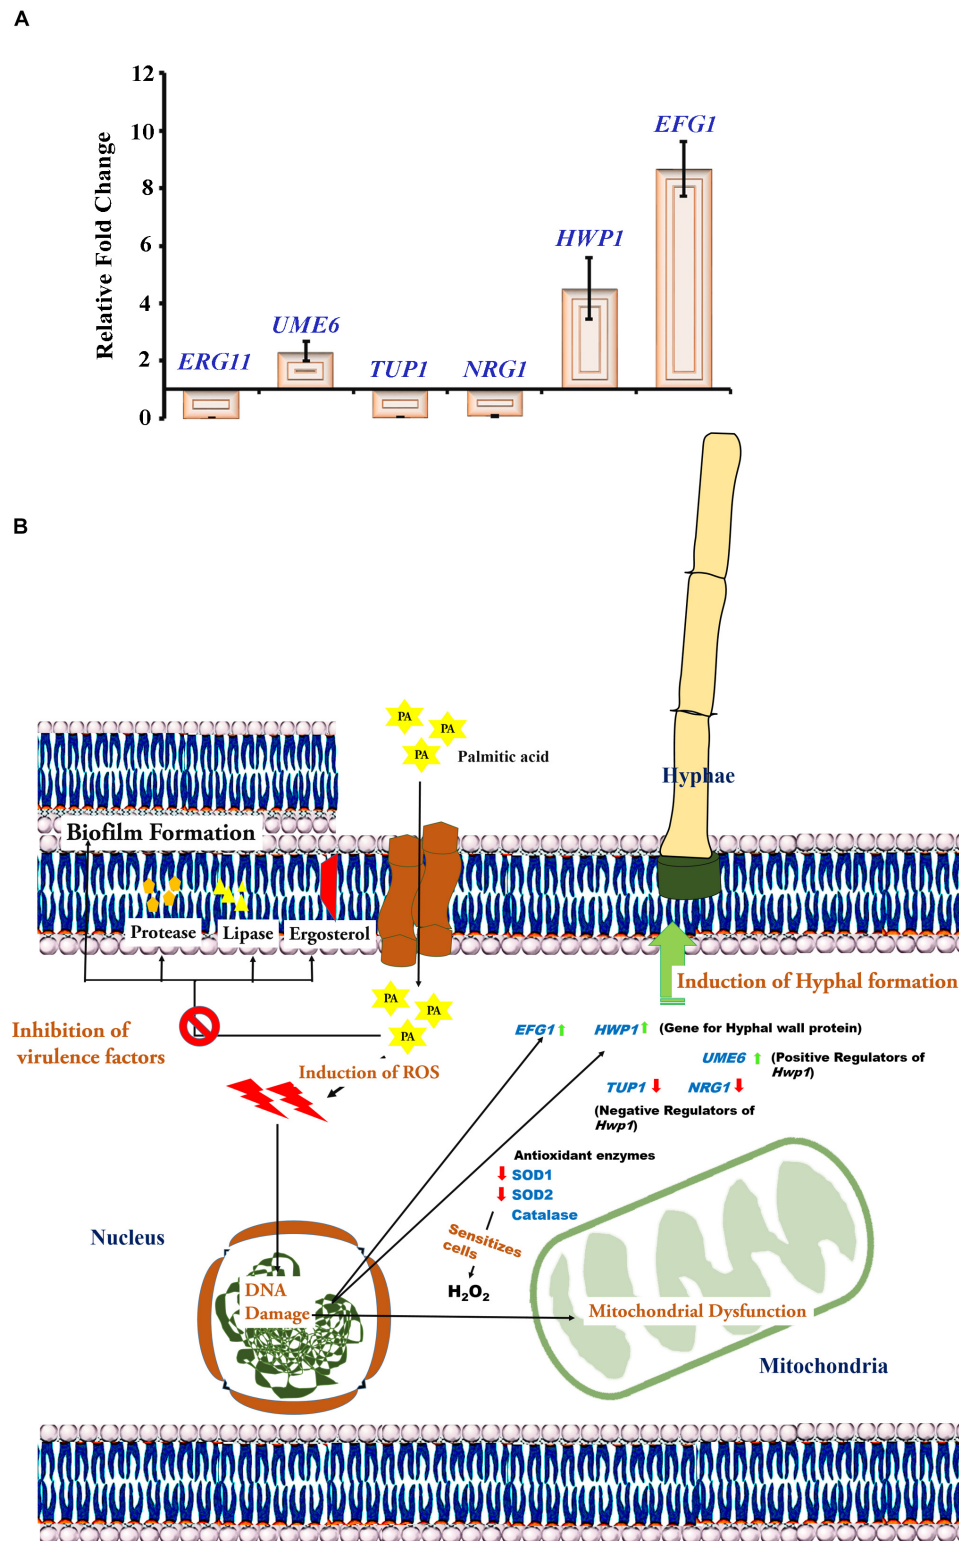 A
12
10
8
6
4
2
0
Relative Fold Change
ERG11
UME6
TUP1
NRG1
HWP1
EFG1
B
PA
PA
PA
Palmitic acid
Hyphae
Biofilm Formation
Protease
Lipase
Ergosterol
Induction of Hyphal formation
PA
PA
PA
Inhibition of
virulence factors
Induction of ROS
EFG1
HWP1
(Gene for Hyphal wall protein)
UME6
(Positive Regulators of
Hwp1)
TUP1
NRG1
(Negative Regulators of
Hwp1)
Antioxidant enzymes
SOD1
SOD2
Catalase
Sensitizes
cells
H₂O₂
Nucleus
DNA
Damage
Mitochondrial Dysfunction
Mitochondria